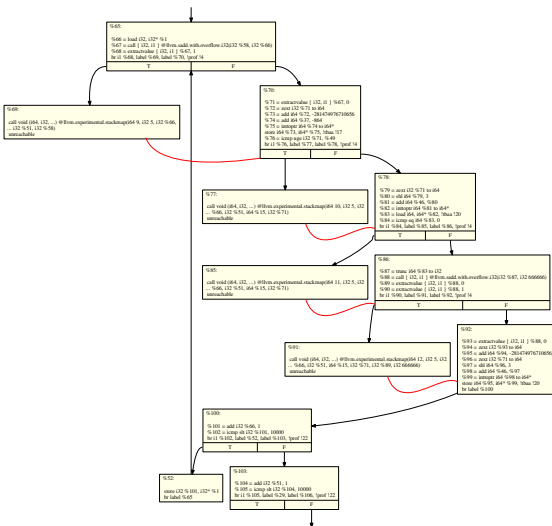 %65:
%66 = load i32, i32* %1
%67 = call { i32, i1 } @llvm.sadd.with.overflow.i32(i32 %58, i32 %66)
%68 = extractvalue { i32, i1 } %67, 1
br i1 %68, label %69, label %70, !prof !4
T F
%69:
call void (i64, i32, ...) @llvm.experimental.stackmap(i64 9, i32 5, i32 %66,
... i32 %51, i32 %58)
unreachable
%70:
%71 = extractvalue { i32, i1 } %67, 0
%72 = zext i32 %71 to i64
%73 = add i64 %72, -281474976710656
%74 = add i64 %37, -864
%75 = inttoptr i64 %74 to i64*
store i64 %73, i64* %75, !tbaa !17
%76 = icmp uge i32 %71, %49
br i1 %76, label %77, label %78, !prof !4
T F
%77:
call void (i64, i32, ...) @llvm.experimental.stackmap(i64 10, i32 5, i32
... %66, i32 %51, i64 %15, i32 %71)
unreachable
%78:
%79 = zext i32 %71 to i64
%80 = shl i64 %79, 3
%81 = add i64 %46, %80
%82 = inttoptr i64 %81 to i64*
%83 = load i64, i64* %82, !tbaa !20
%84 = icmp eq i64 %83, 0
br i1 %84, label %85, label %86, !prof !4
T F
%85:
call void (i64, i32, ...) @llvm.experimental.stackmap(i64 11, i32 5, i32
... %66, i32 %51, i64 %15, i32 %71)
unreachable
%86:
%87 = trunc i64 %83 to i32
%88 = call { i32, i1 } @llvm.sadd.with.overflow.i32(i32 %87, i32 666666)
%89 = extractvalue { i32, i1 } %88, 0
%90 = extractvalue { i32, i1 } %88, 1
br i1 %90, label %91, label %92, !prof !4
T F
%91:
call void (i64, i32, ...) @llvm.experimental.stackmap(i64 12, i32 5, i32
... %66, i32 %51, i64 %15, i32 %71, i32 %89, i32 666666)
unreachable
%92:
%93 = extractvalue { i32, i1 } %88, 0
%94 = zext i32 %93 to i64
%95 = add i64 %94, -281474976710656
%96 = zext i32 %71 to i64
%97 = shl i64 %96, 3
%98 = add i64 %46, %97
%99 = inttoptr i64 %98 to i64*
store i64 %95, i64* %99, !tbaa !20
br label %100
%100:
%101 = add i32 %66, 1
%102 = icmp slt i32 %101, 10000
br i1 %102, label %52, label %103, !prof !22
T F
%52:
store i32 %101, i32* %1
br label %65
%103:
%104 = add i32 %51, 1
%105 = icmp slt i32 %104, 10000
br i1 %105, label %29, label %106, !prof !22
T F